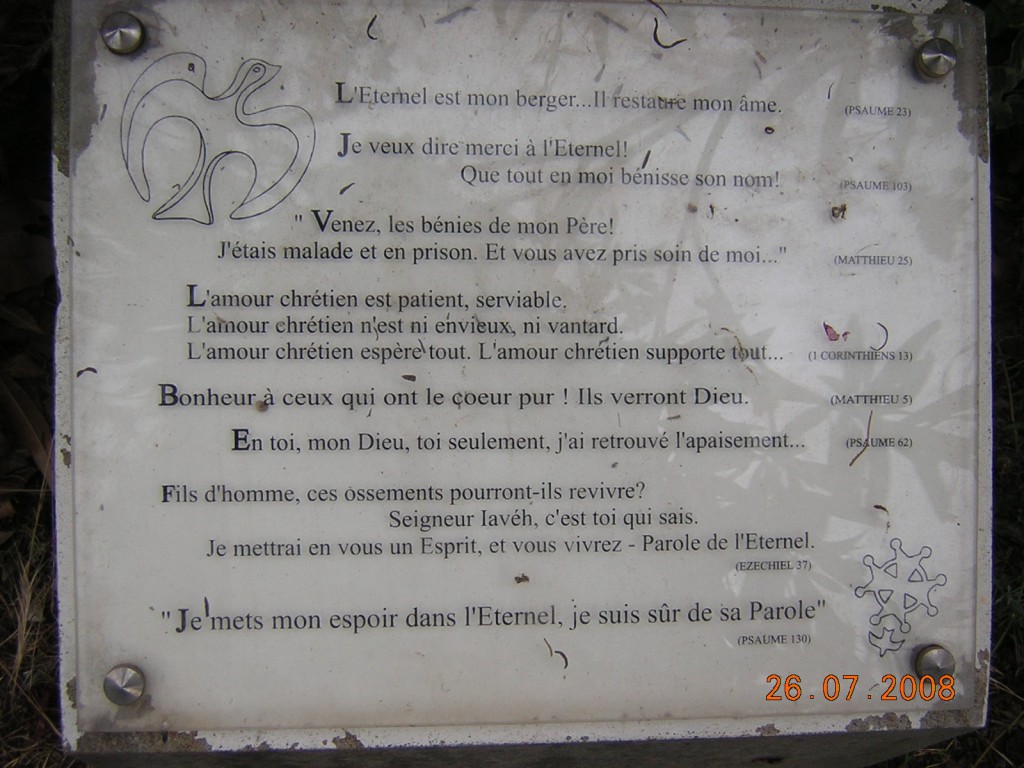 L'Eternel est mon berger...Il restaure mon âme. (PSAUME 23)
Je veux dire merci à l'Eternel!
Que tout en moi bénisse son nom! (PSAUME 103)
" Venez, les bénies de mon Père!
J'étais malade et en prison. Et vous avez pris soin de moi..." (MATTHIEU 25)
L'amour chrétien est patient, serviable.
L'amour chrétien n'est ni envieux, ni vantard.
L'amour chrétien espère tout. L'amour chrétien supporte tout... (1 CORINTHIENS 13)
Bonheur à ceux qui ont le coeur pur ! Ils verront Dieu. (MATTHIEU 5)
En toi, mon Dieu, toi seulement, j'ai retrouvé l'apaisement... (PSAUME 62)
Fils d'homme, ces ossements pourront-ils revivre?
Seigneur Iavéh, c'est toi qui sais.
Je mettrai en vous un Esprit, et vous vivrez - Parole de l'Eternel.
(EZECHIEL 37)
"Je mets mon espoir dans l'Eternel, je suis sûr de sa Parole"
(PSAUME 130)
26.07.2008